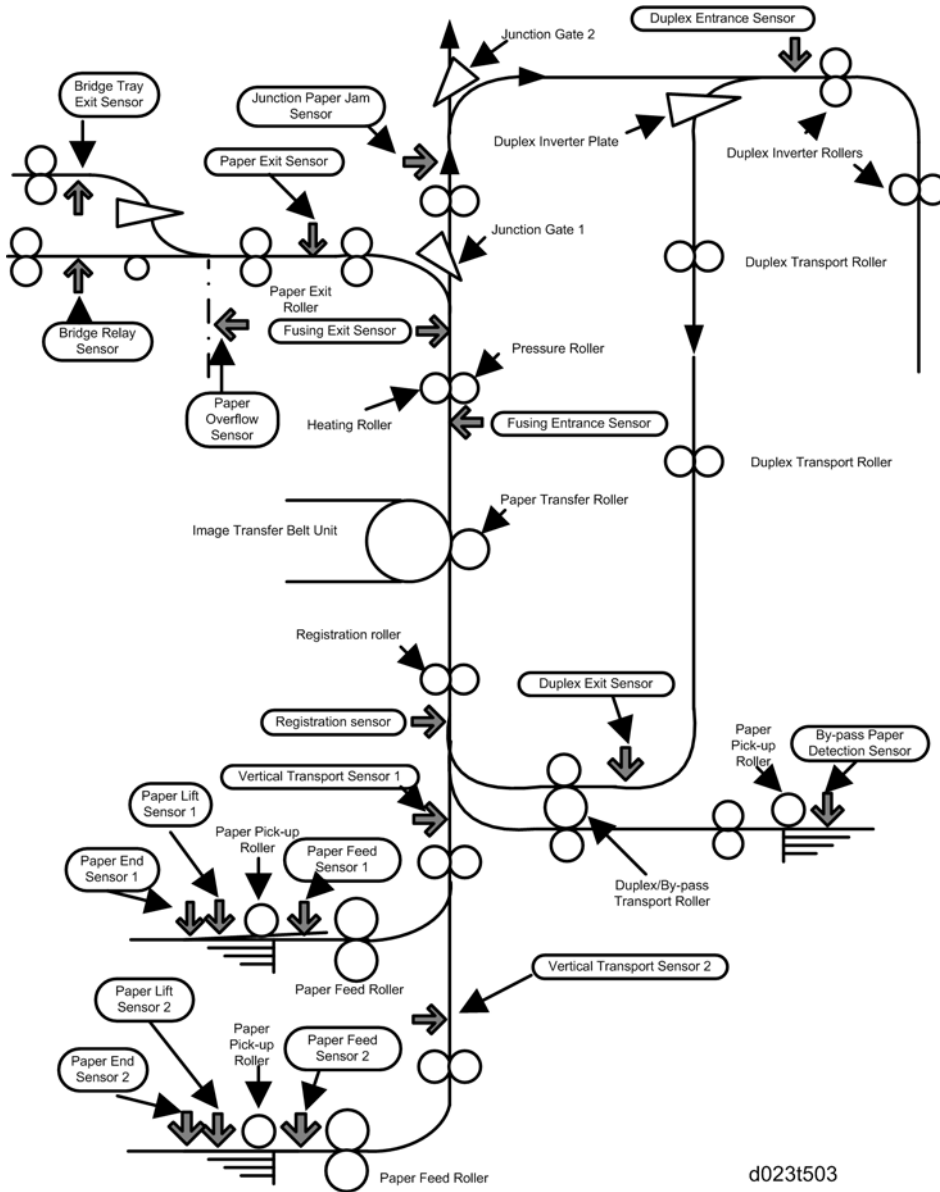 Duplex Entrance Sensor
Junction Gate 2
Bridge Tray
Exit Sensor
Junction Paper Jam
Sensor
Duplex Inverter Plate
Duplex Inverter Rollers
Paper Exit Sensor
Junction Gate 1
Duplex Transport Roller
Paper Exit
Roller
Bridge Relay
Sensor
Fusing Exit Sensor
Pressure Roller
Paper
Overflow
Sensor
Heating Roller
Fusing Entrance Sensor
Duplex Transport Roller
Paper Transfer Roller
Image Transfer Belt Unit
Registration roller
Duplex Exit Sensor
Registration sensor
Paper
Pick-up
Roller
By-pass Paper
Detection Sensor
Vertical Transport Sensor 1
Paper Lift
Sensor 1
Paper Pick-up
Roller
Paper Feed
Sensor 1
Paper End
Sensor 1
Duplex/By-pass
Transport Roller
Paper Feed Roller
Vertical Transport Sensor 2
Paper Lift
Sensor 2
Paper
Pick-up
Roller
Paper Feed
Sensor 2
Paper End
Sensor 2
Paper Feed Roller
d023t503